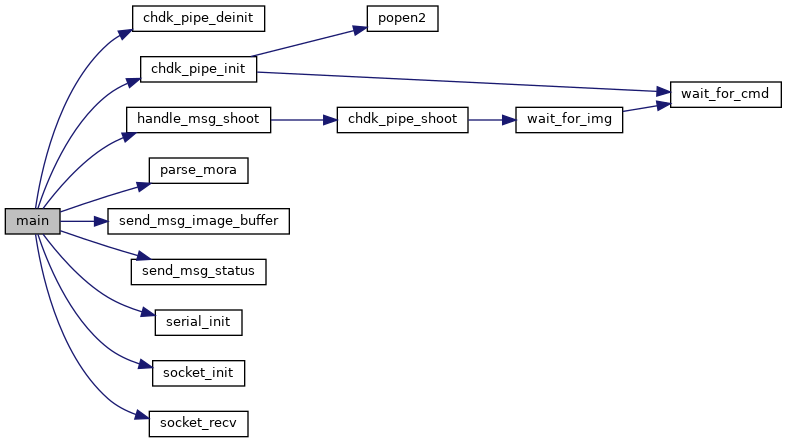 chdk_pipe_deinit
popen2
chdk_pipe_init
wait_for_cmd
handle_msg_shoot
chdk_pipe_shoot
wait_for_img
parse_mora
main
send_msg_image_buffer
send_msg_status
serial_init
socket_init
socket_recv